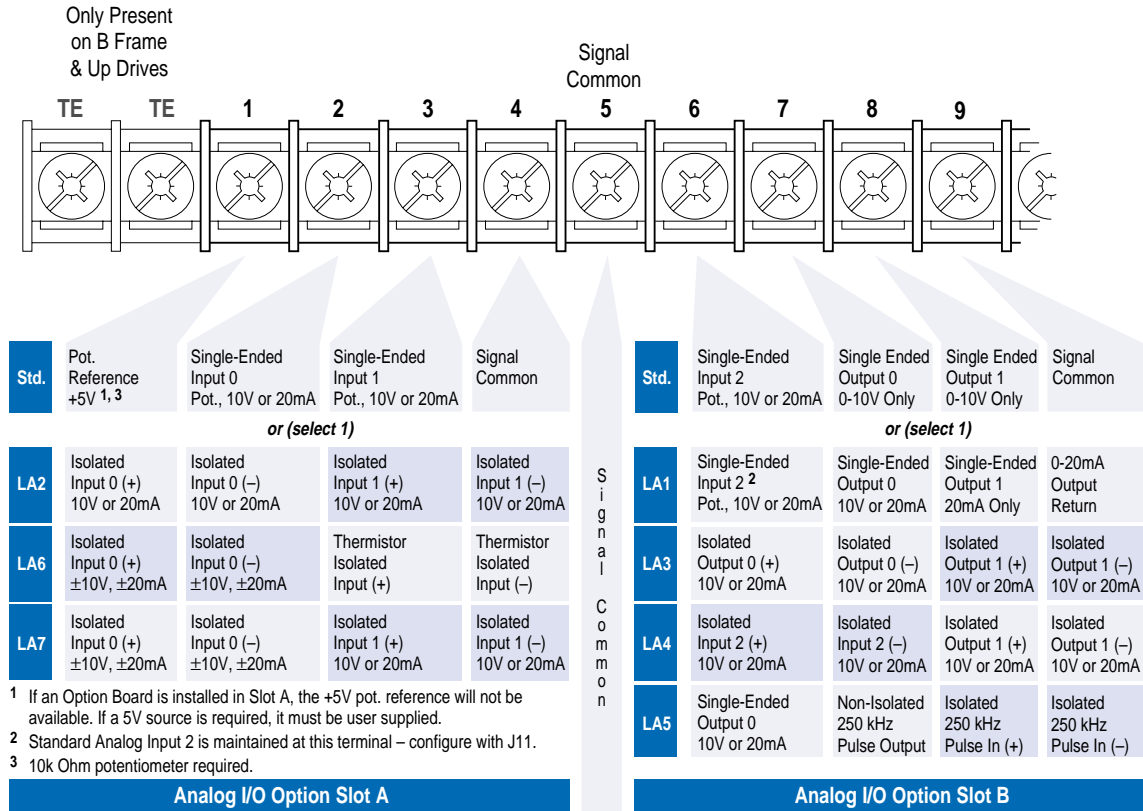 Only Present
on B Frame
& Up Drives
Signal
Common
TE TE 1 2 3 4 5 6 7 8 9
Std.
Pot.
Reference
+5V 1, 3
Single-Ended
Input 0
Pot., 10V or 20mA
Single-Ended
Input 1
Pot., 10V or 20mA
Signal
Common
or (select 1)
LA2
Isolated
Input 0 (+)
10V or 20mA
Isolated
Input 0 (–)
10V or 20mA
Isolated
Input 1 (+)
10V or 20mA
Isolated
Input 1 (–)
10V or 20mA
LA6
Isolated
Input 0 (+)
±10V, ±20mA
Isolated
Input 0 (–)
±10V, ±20mA
Thermistor
Isolated
Input (+)
Thermistor
Isolated
Input (–)
LA7
Isolated
Input 0 (+)
±10V, ±20mA
Isolated
Input 0 (–)
±10V, ±20mA
Isolated
Input 1 (+)
10V or 20mA
Isolated
Input 1 (–)
10V or 20mA
1 If an Option Board is installed in Slot A, the +5V pot. reference will not be
available. If a 5V source is required, it must be user supplied.
2 Standard Analog Input 2 is maintained at this terminal – configure with J11.
3 10k Ohm potentiometer required.
Analog I/O Option Slot A
Signal Common
Std.
Single-Ended
Input 2
Pot., 10V or 20mA
Single Ended
Output 0
0-10V Only
Single Ended
Output 1
0-10V Only
Signal
Common
or (select 1)
LA1
Single-Ended
Input 2 2
Pot., 10V or 20mA
Single-Ended
Output 0
10V or 20mA
Single-Ended
Output 1
20mA Only
0-20mA
Output
Return
LA3
Isolated
Output 0 (+)
10V or 20mA
Isolated
Output 0 (–)
10V or 20mA
Isolated
Output 1 (+)
10V or 20mA
Isolated
Output 1 (–)
10V or 20mA
LA4
Isolated
Input 2 (+)
10V or 20mA
Isolated
Input 2 (–)
10V or 20mA
Isolated
Output 1 (+)
10V or 20mA
Isolated
Output 1 (–)
10V or 20mA
LA5
Single-Ended
Output 0
10V or 20mA
Non-Isolated
250 kHz
Pulse Output
Isolated
250 kHz
Pulse In (+)
Isolated
250 kHz
Pulse In (–)
Analog I/O Option Slot B